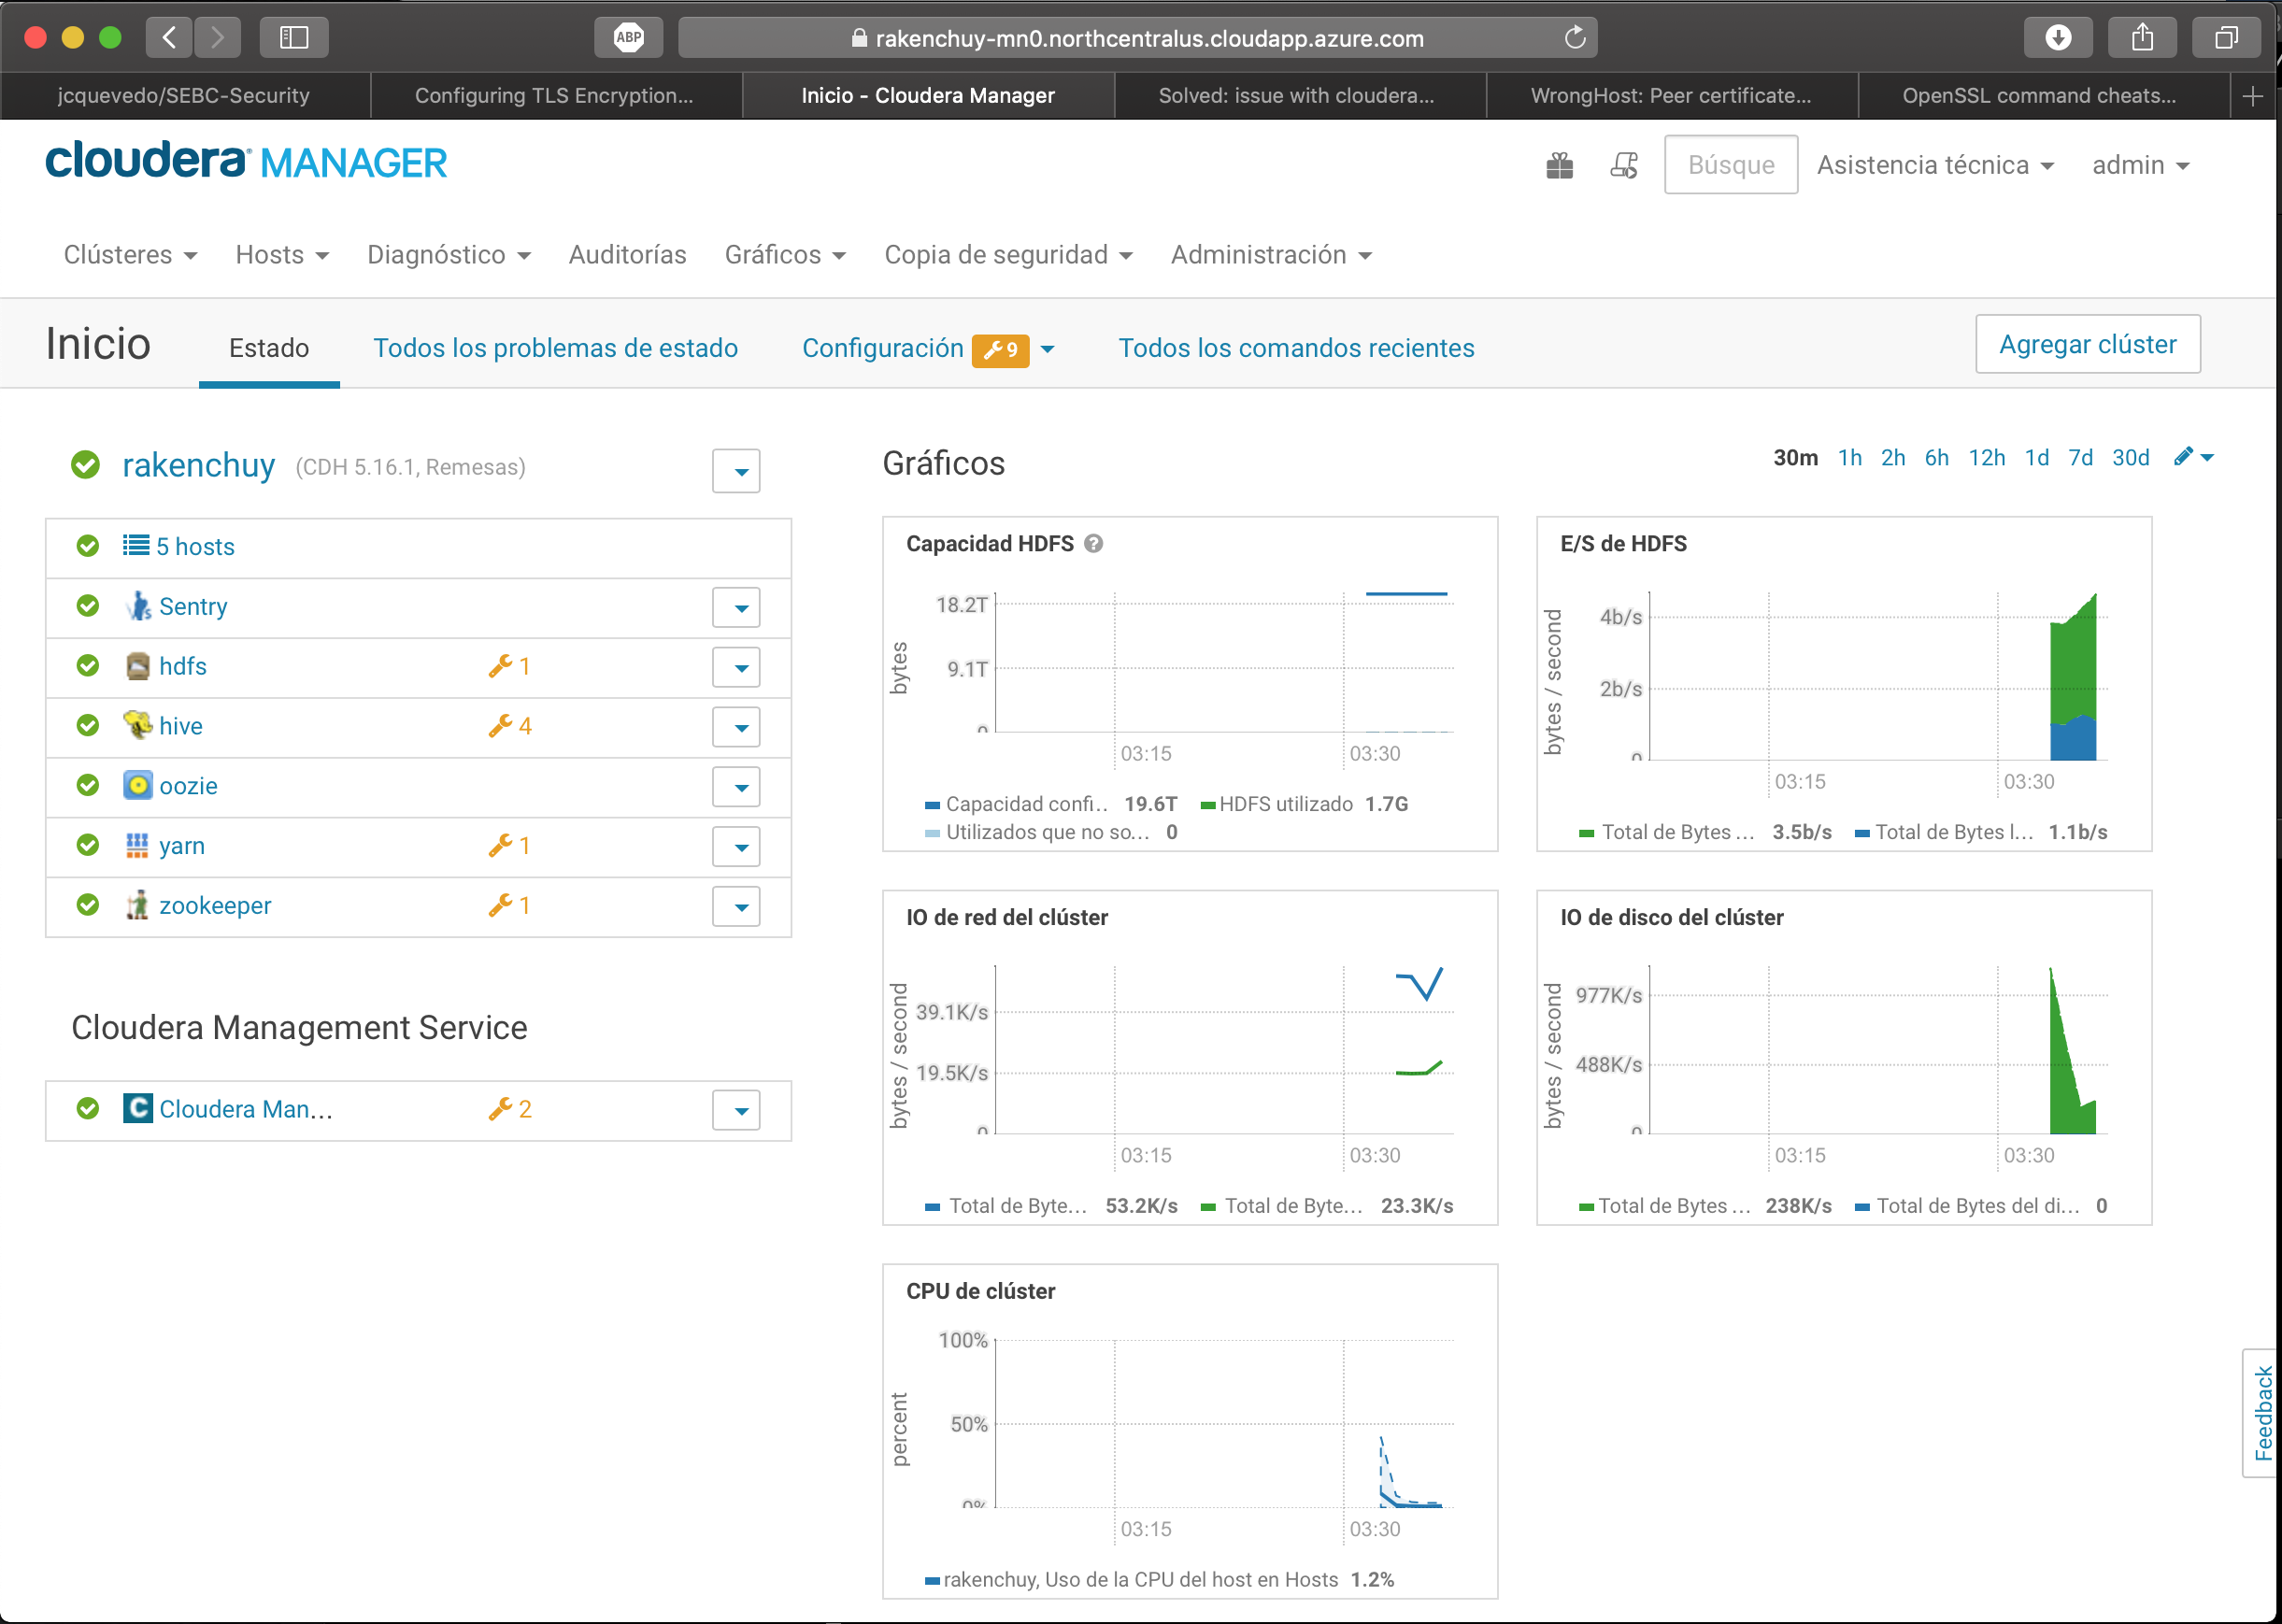 ABP
rakenchuy-mn0.northcentralus.cloudapp.azure.com
jcquevedo/SEBC-Security
Configuring TLS Encryption...
Inicio - Cloudera Manager
Solved: issue with cloudera...
WrongHost: Peer certificate...
OpenSSL command cheats...
cloudera MANAGER
Búsque
Asistencia técnica
admin
Clústeres
Hosts
Diagnóstico
Auditorías
Gráficos
Copia de seguridad
Administración
Inicio
Estado
Todos los problemas de estado
Configuración 9
Todos los comandos recientes
Agregar clúster
rakenchuy (CDH 5.16.1, Remesas)
5 hosts
Sentry
hdfs 1
hive 4
oozie
yarn 1
zookeeper 1
Cloudera Management Service
Cloudera Man... 2
Gráficos
30m 1h 2h 6h 12h 1d 7d 30d
Capacidad HDFS ?
bytes
18.2T
9.1T
0
03:15 03:30
Capacidad confi... 19.6T HDFS utilizado 1.7G
Utilizados que no so... 0
E/S de HDFS
bytes / second
4b/s
2b/s
0
03:15 03:30
Total de Bytes ... 3.5b/s Total de Bytes l... 1.1b/s
IO de red del clúster
bytes / second
39.1K/s
19.5K/s
0
03:15 03:30
Total de Byte... 53.2K/s Total de Byte... 23.3K/s
IO de disco del clúster
bytes / second
977K/s
488K/s
0
03:15 03:30
Total de Bytes ... 238K/s Total de Bytes del di... 0
CPU de clúster
percent
100%
50%
0%
03:15 03:30
rakenchuy, Uso de la CPU del host en Hosts 1.2%
Feedback